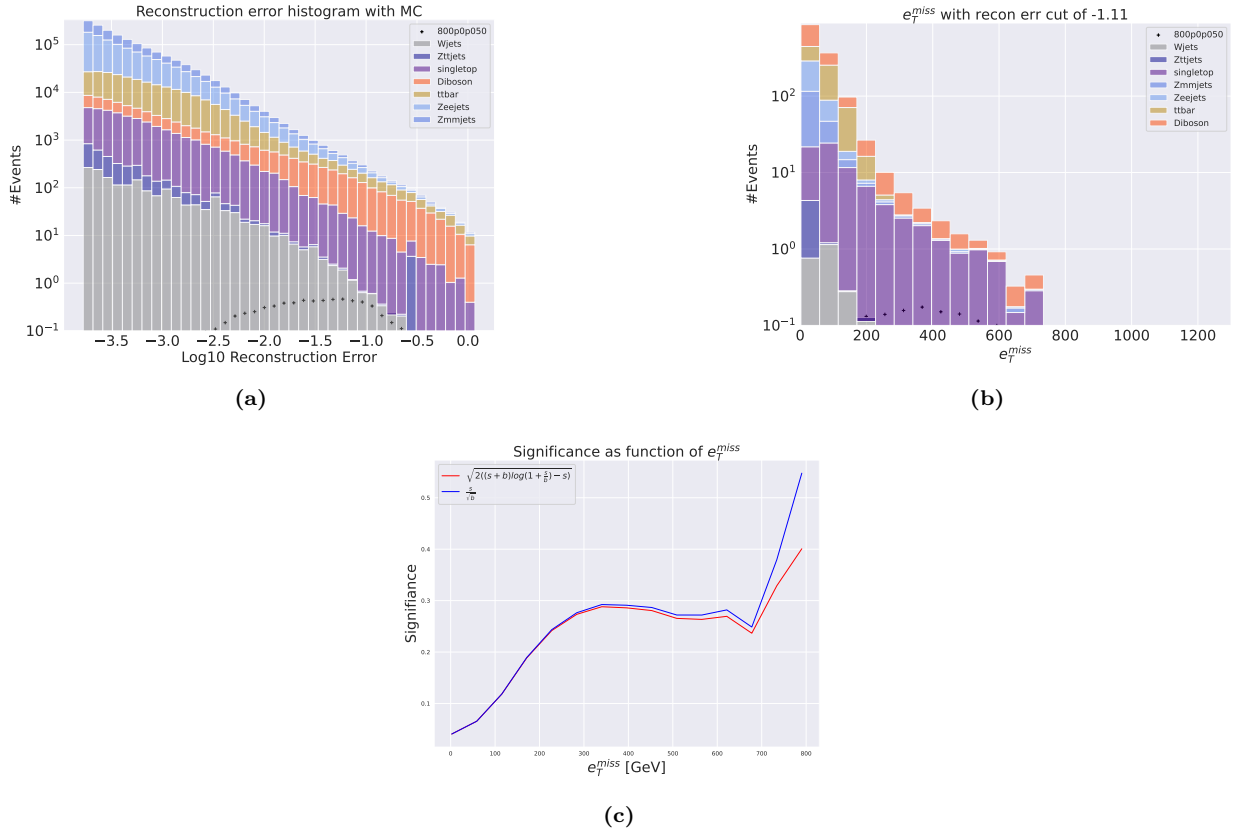 Reconstruction error histogram with MC
#Events
10^5
10^4
10^3
10^2
10^1
10^0
10^−1
800p0p050
Wjets
Zttjets
singletop
Diboson
ttbar
Zeejets
Zmmjets
−3.5 −3.0 −2.5 −2.0 −1.5 −1.0 −0.5 0.0
Log10 Reconstruction Error
(a)
e_T^{miss} with recon err cut of -1.11
#Events
10^2
10^1
10^0
10^−1
800p0p050
Wjets
Zttjets
singletop
Zmmjets
Zeejets
ttbar
Diboson
0 200 400 600 800 1000 1200
e_T^{miss}
(b)
Significance as function of e_T^{miss}
Signifiance
0.5
0.4
0.3
0.2
0.1
√2((s + b)log(1 + s/b) − s)
s/√b
0 100 200 300 400 500 600 700 800
e_T^{miss} [GeV]
(c)